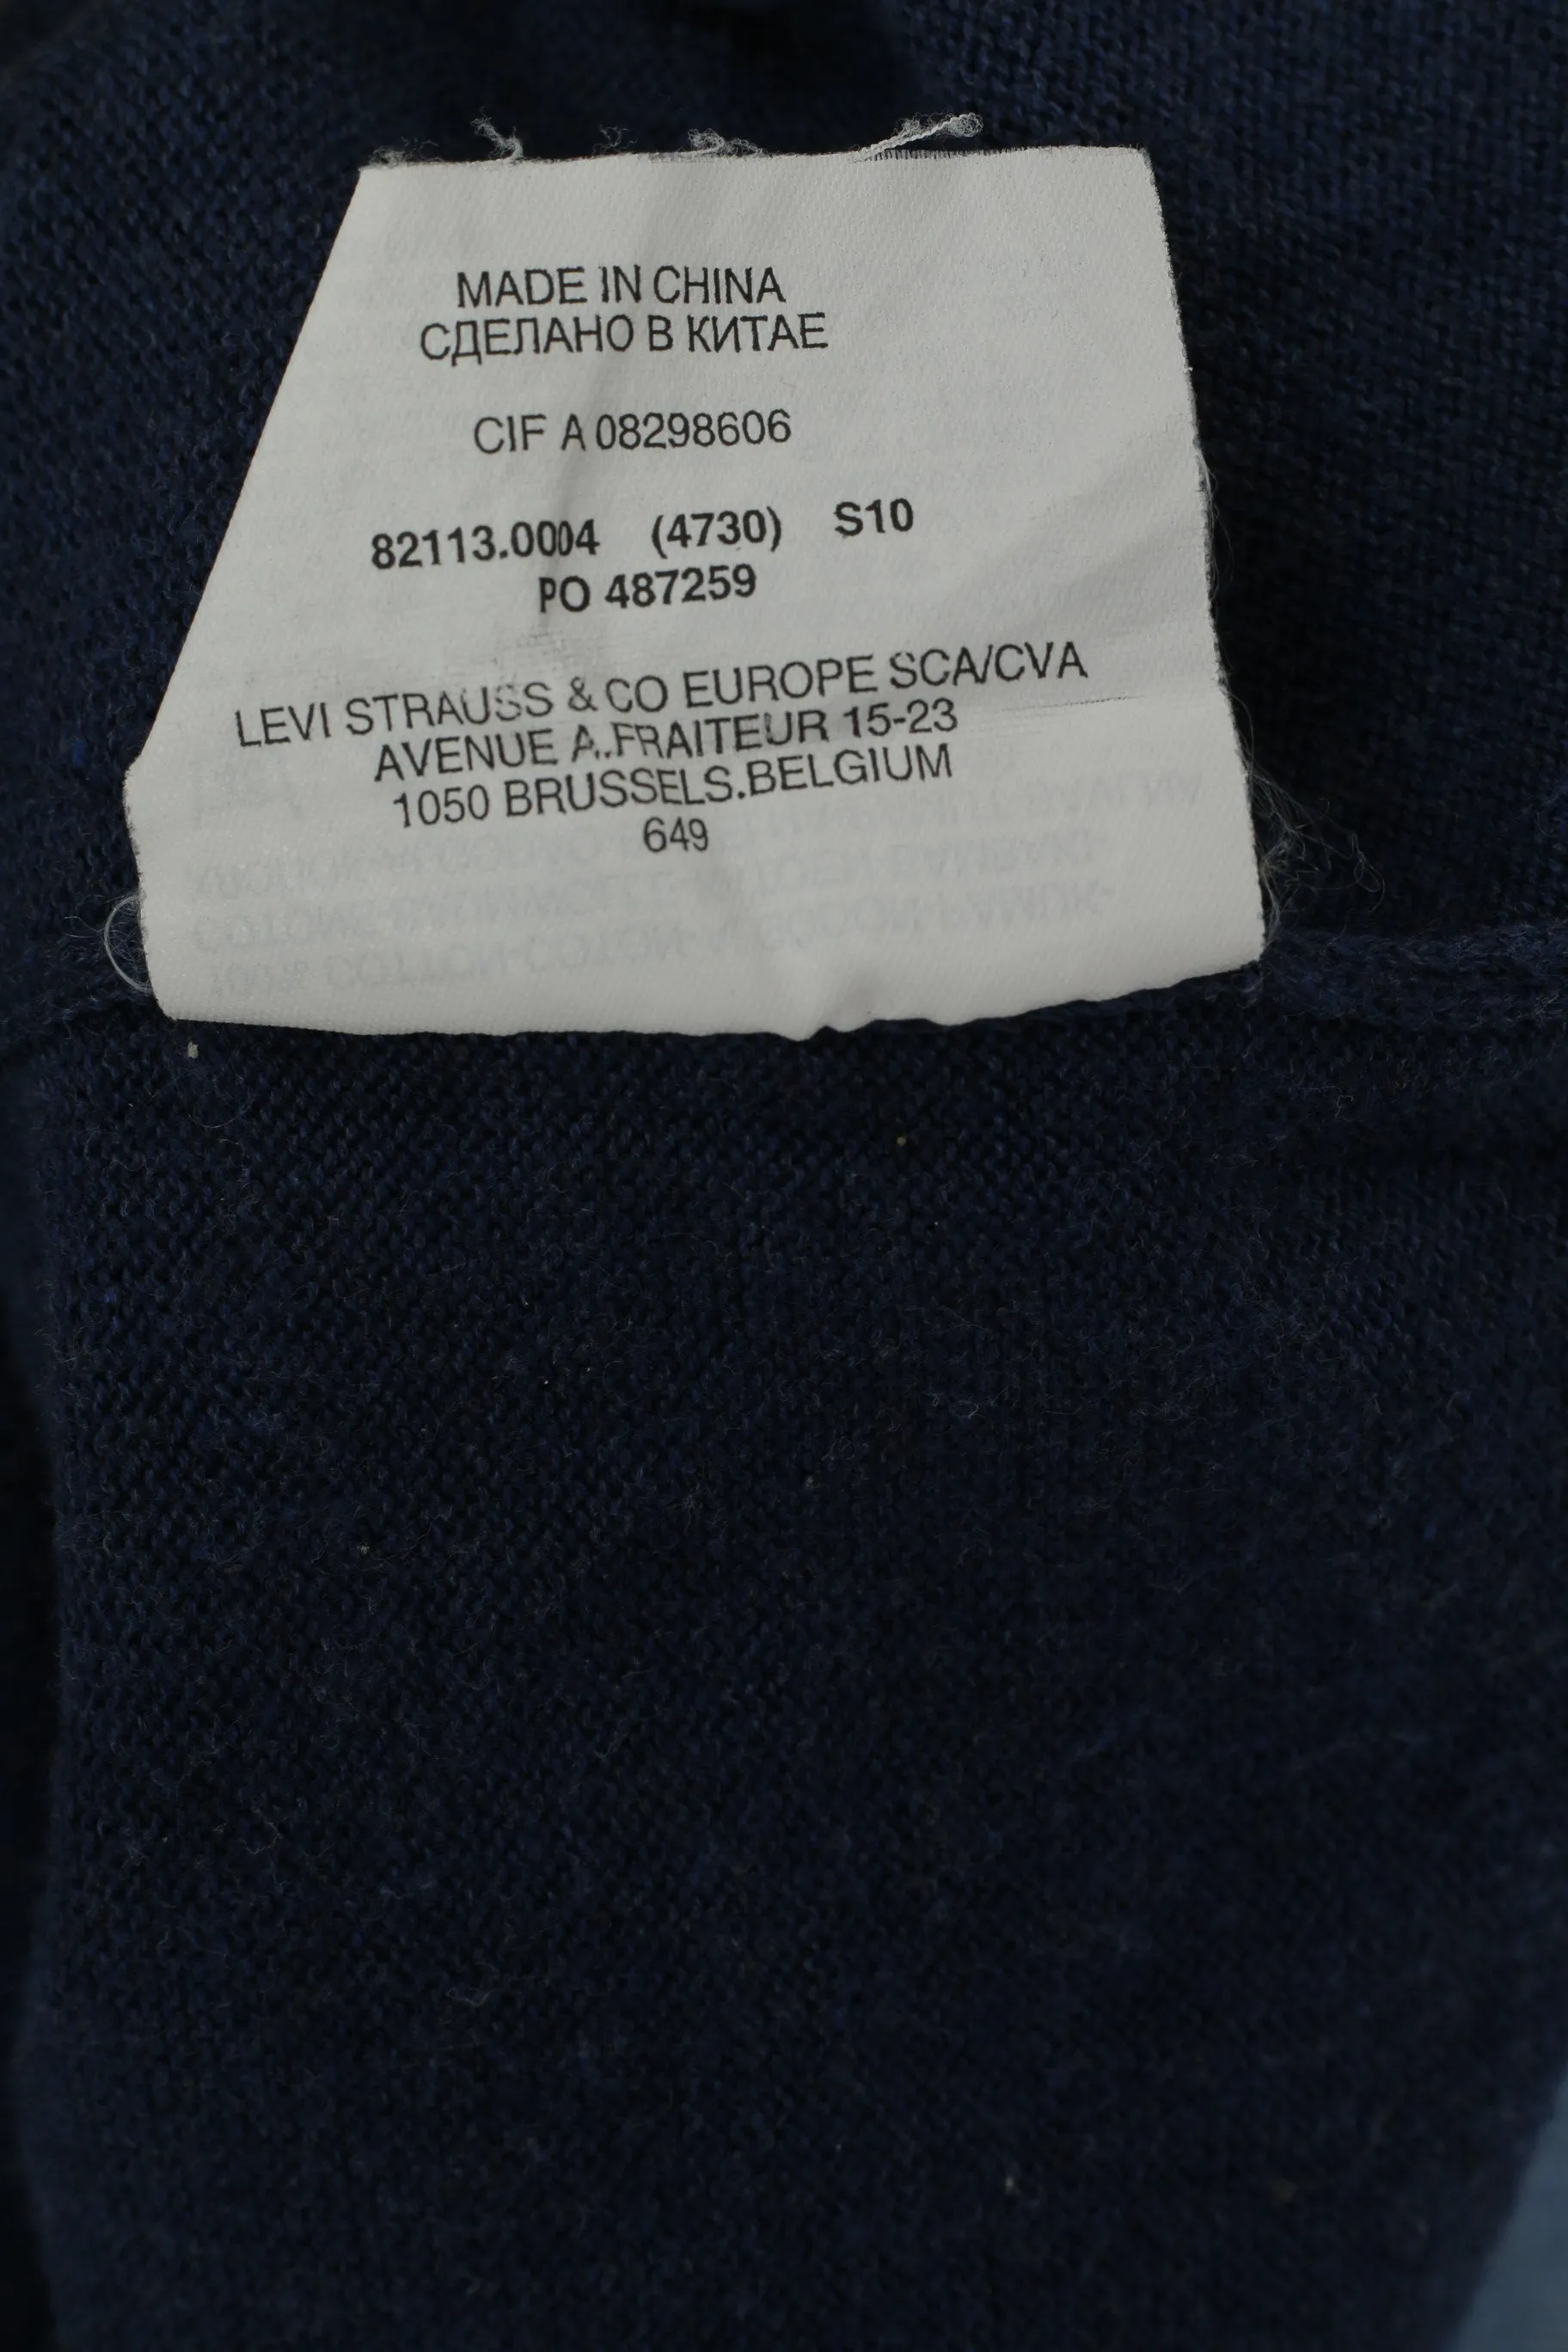 MADE IN CHINA
СДЕЛАНО В КИТАЕ
CIF A 08298606
82113.0004 (4730) S10
PO 487259
LEVI STRAUSS & CO EUROPE SCA/CVA
AVENUE A..FRAITEUR 15-23
1050 BRUSSELS.BELGIUM
649